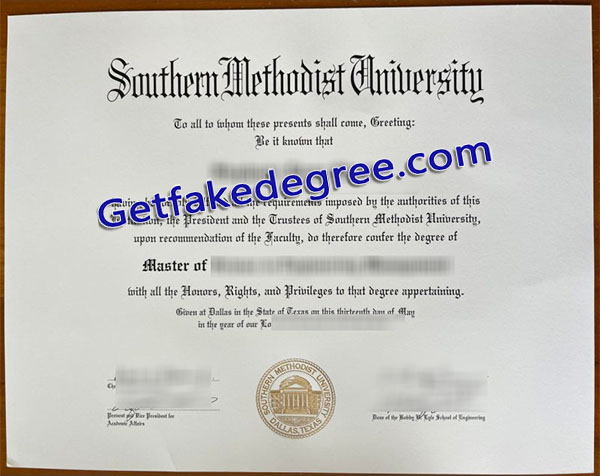 Southern Methodist University
To all to whom these presents shall come, Greeting:
Be it known that
Getfakedegree.com
the requirements imposed by the authorities of this
the President and the Trustees of Southern Methodist University,
upon recommendation of the Faculty, do therefore confer the degree of
Master of
with all the Honors, Rights, and Privileges to that degree appertaining.
Given at Dallas in the State of Texas on this thirteenth day of May
in the year of our Lo
SOUTHERN METHODIST UNIVERSITY
DALLAS, TEXAS
Provost and Vice President for
Academic Affairs
Dean of the Bobby B. Lyle School of Engineering